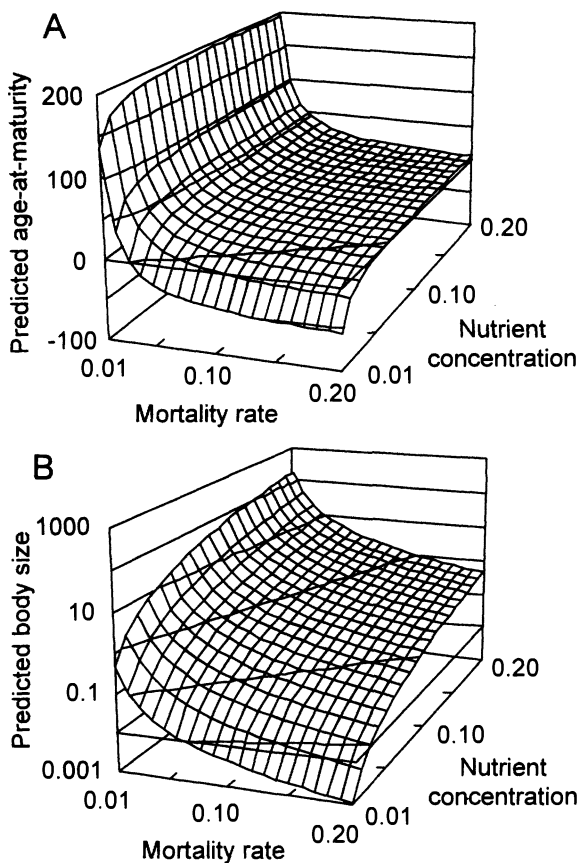 A
Predicted age-at-maturity
200
100
0
-100
0.01
0.10
0.20
Mortality rate
0.01
0.10
0.20
Nutrient
concentration
B
Predicted body size
1000
10
0.1
0.001
0.01
0.10
0.20
Mortality rate
0.01
0.10
0.20
Nutrient
concentration